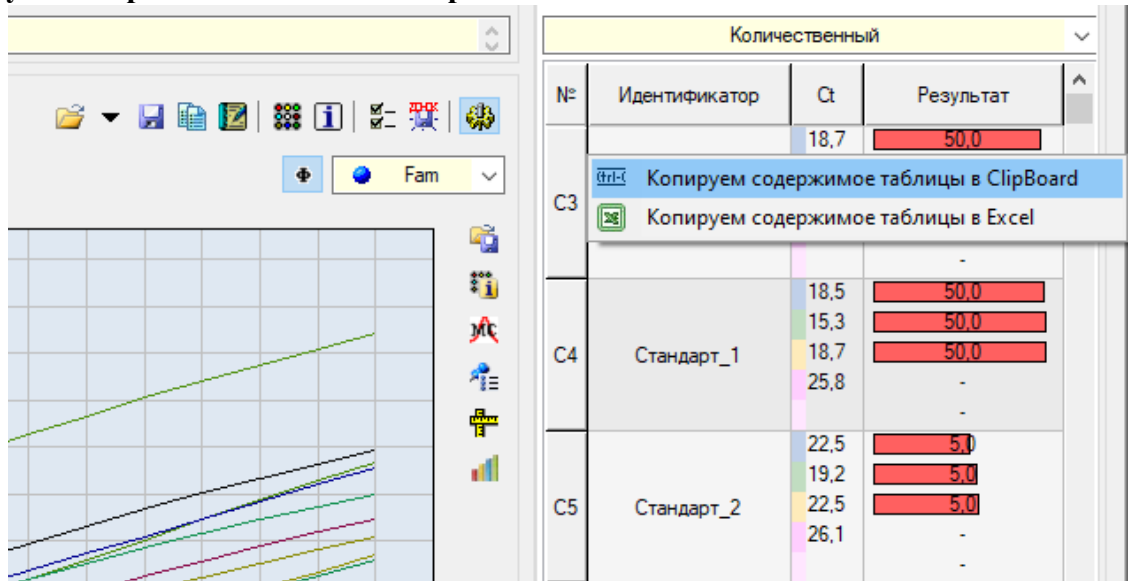 Количественный
№ Идентификатор Ct Результат
18,7 50,0
Fam
Копируем содержимое таблицы в ClipBoard
C3
Копируем содержимое таблицы в Excel
-
18,5 50,0
15,3 50,0
C4 Стандарт_1 18,7 50,0
25,8 -
-
22,5 5,0
19,2 5,0
C5 Стандарт_2 22,5 5,0
26,1 -
-